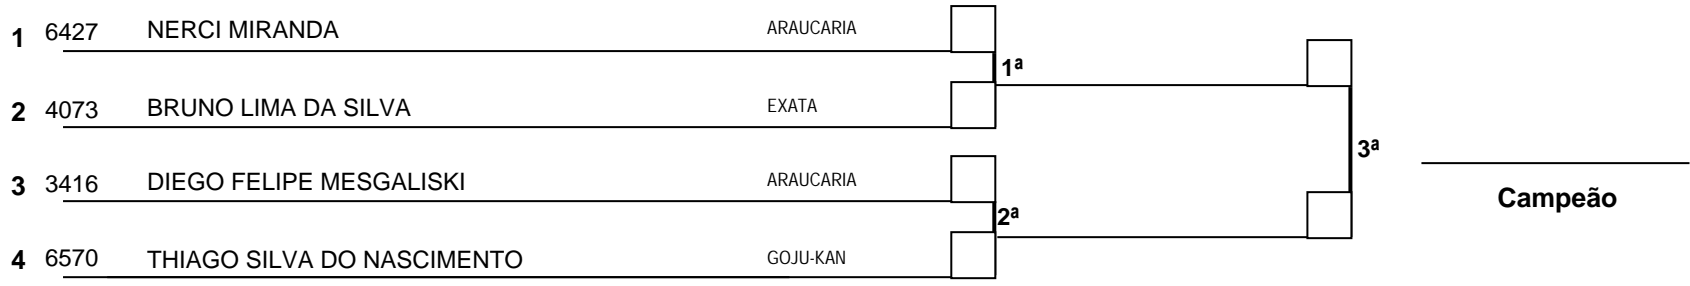 1 6427 NERCI MIRANDA ARAUCARIA
1ª
2 4073 BRUNO LIMA DA SILVA EXATA
3ª
3 3416 DIEGO FELIPE MESGALISKI ARAUCARIA
Campeão
2ª
4 6570 THIAGO SILVA DO NASCIMENTO GOJU-KAN